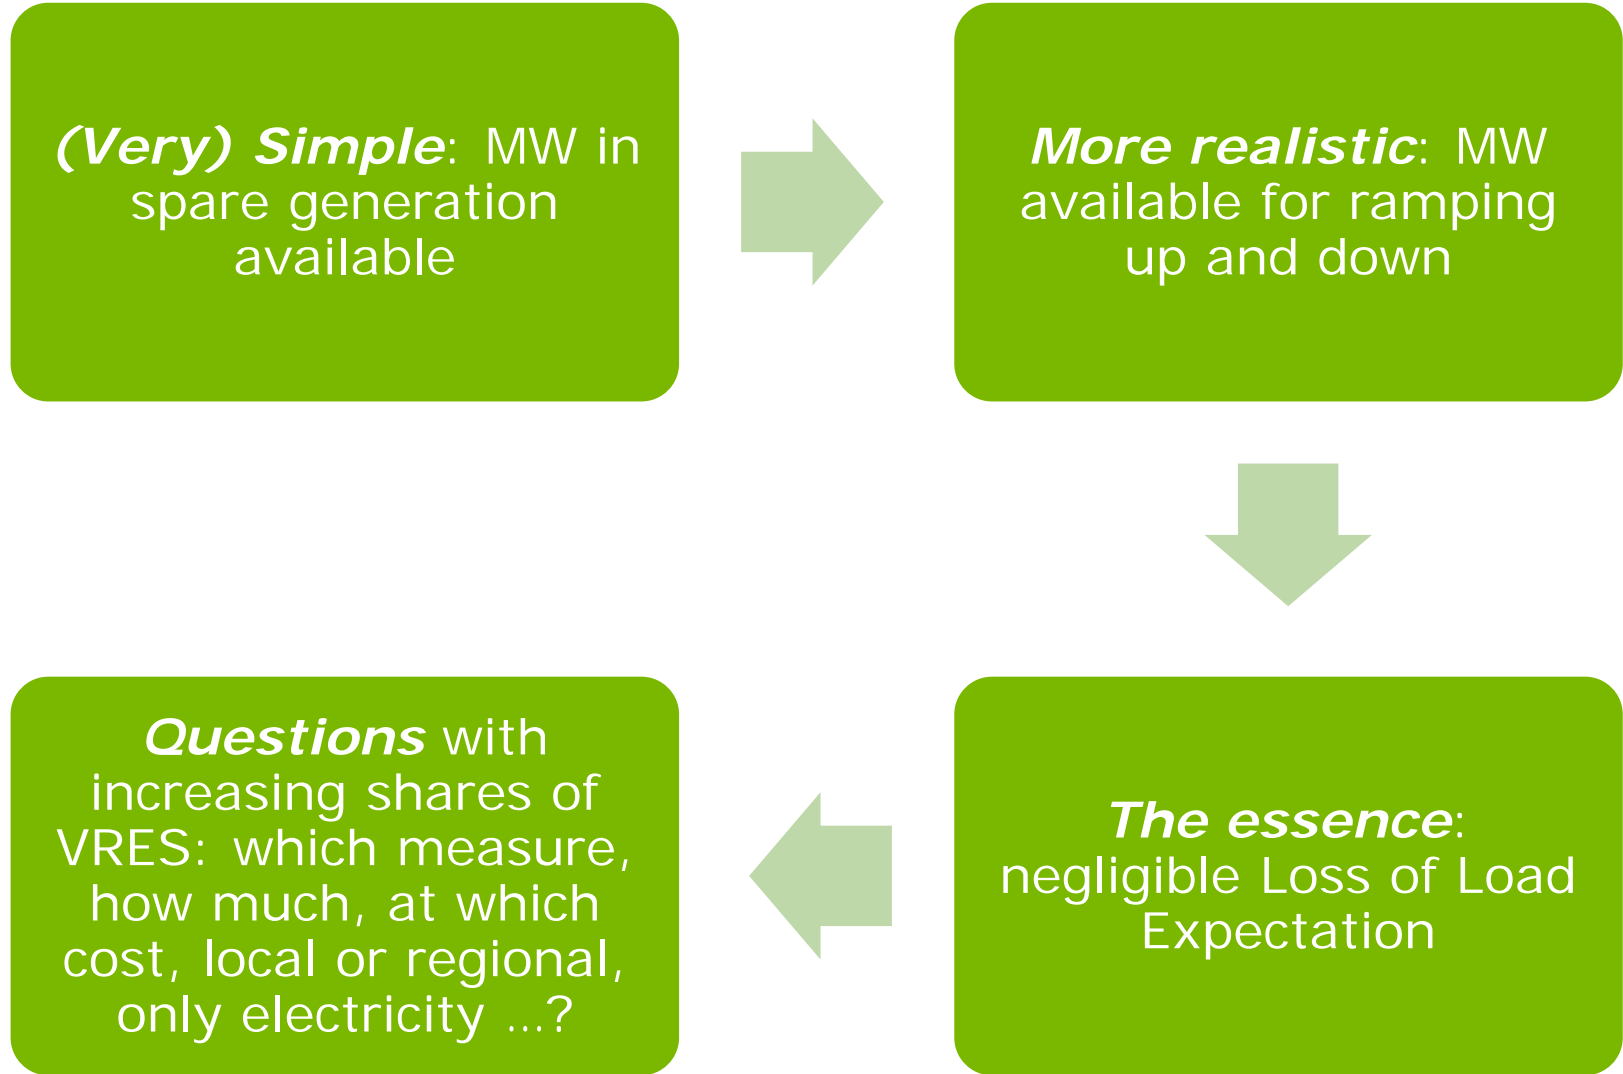 (Very) Simple: MW in
spare generation
available
More realistic: MW
available for ramping
up and down
The essence:
negligible Loss of Load
Expectation
Questions with
increasing shares of
VRES: which measure,
how much, at which
cost, local or regional,
only electricity ...?